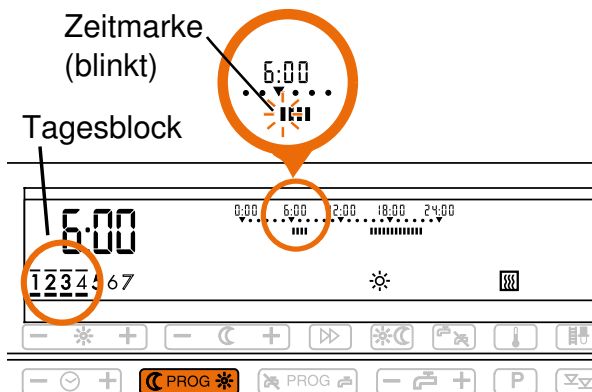 Zeitmarke
(blinkt)
6:00
Tagesblock
6:00
0:00 6:00 12:00 18:00 24:00
1234567
PROG
PROG
P